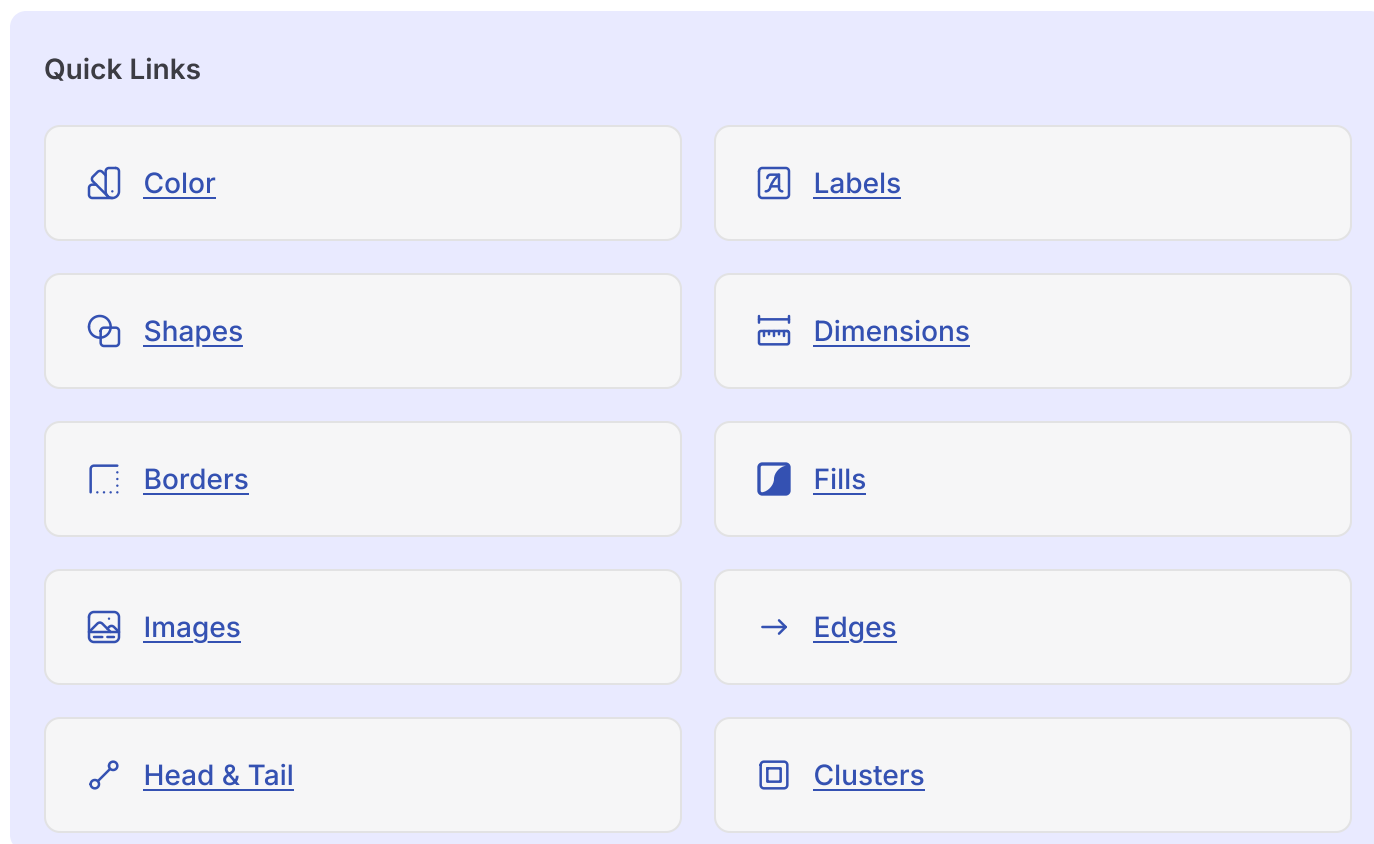 Quick Links
Color
Labels
Shapes
Dimensions
Borders
Fills
Images
Edges
Head & Tail
Clusters